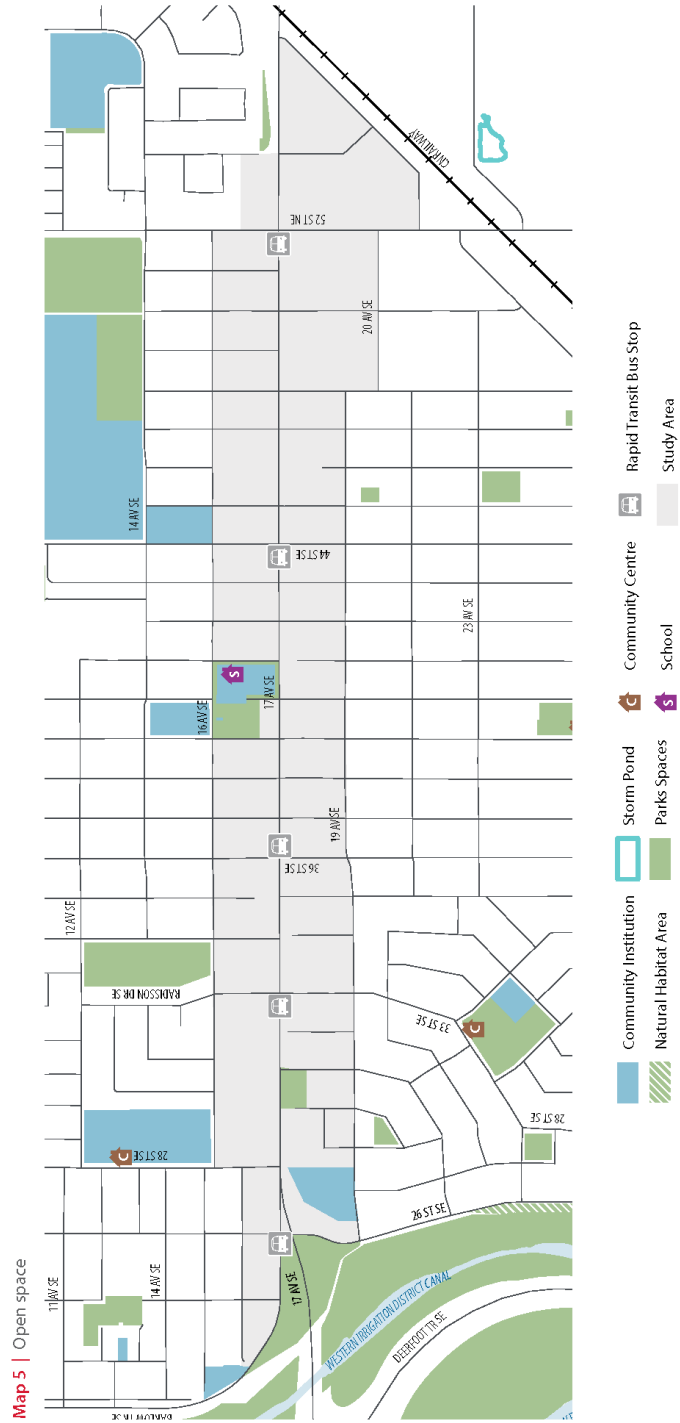 Map 5 | Open space
11 AV SE
14 AV SE
BARLOW TR SE
12 AV SE
RADISSON DR SE
28 ST SE
C
14 AV SE
16 AV SE
S
17 AV SE
17 AV SE
52 ST NE
44 ST SE
36 ST SE
19 AV SE
20 AV SE
23 AV SE
33 ST SE
C
28 ST SE
26 ST SE
WESTERN IRRIGATION DISTRICT CANAL
DEERFOOT TR SE
CN RAILWAY
Community Institution
Storm Pond
C Community Centre
Rapid Transit Bus Stop
Natural Habitat Area
Parks Spaces
S School
Study Area